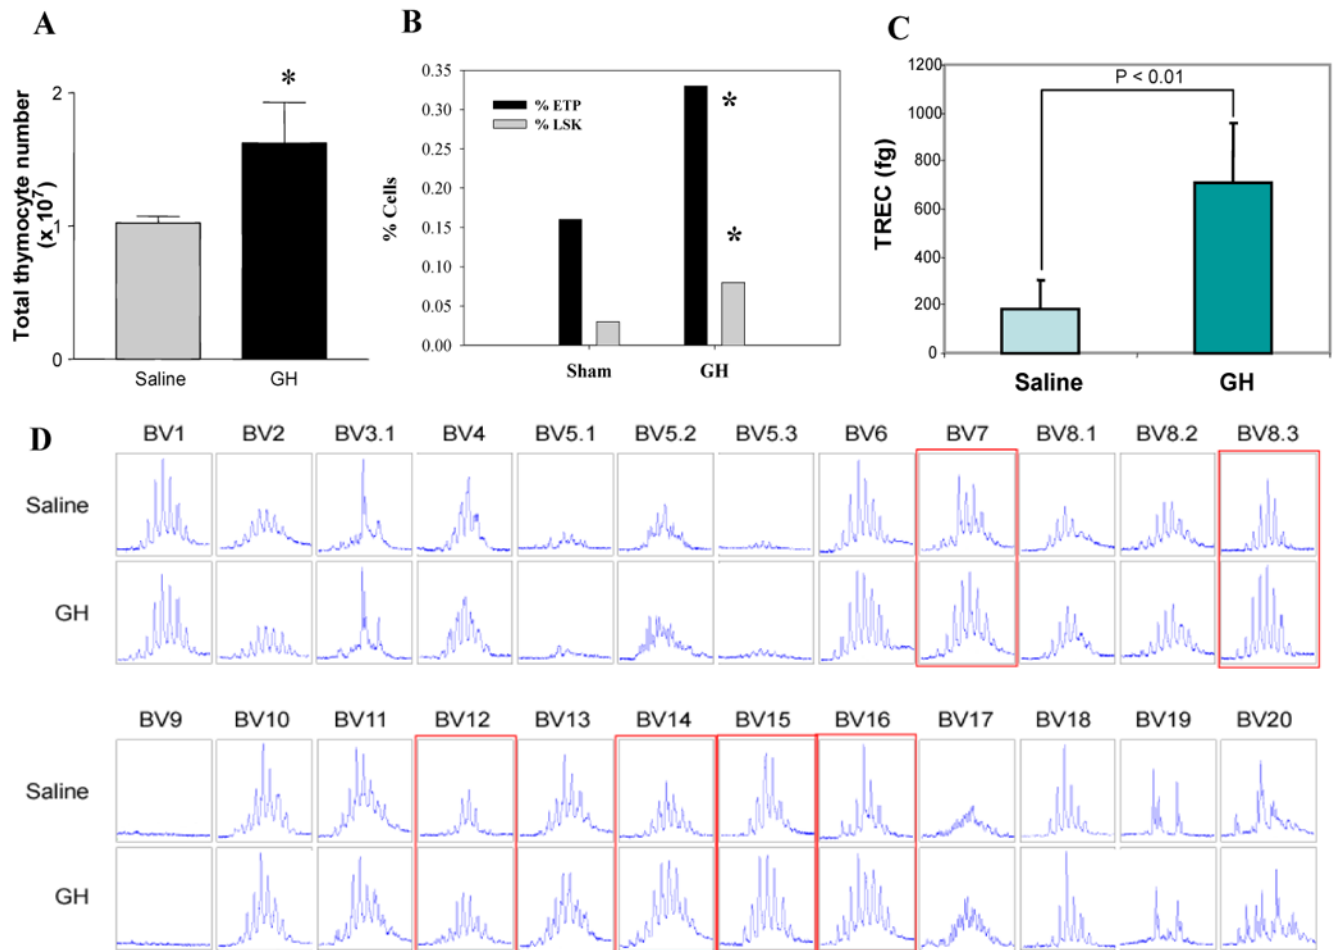 A
Total thymocyte number
(x 10⁷)
2
1
0
*
Saline
GH
B
% Cells
0.35
0.30
0.25
0.20
0.15
0.10
0.05
0.00
% ETP
% LSK
*
*
Sham
GH
C
TREC (fg)
1200
1000
800
600
400
200
0
P < 0.01
Saline
GH
D
BV1 BV2 BV3.1 BV4 BV5.1 BV5.2 BV5.3 BV6 BV7 BV8.1 BV8.2 BV8.3
Saline
GH
BV9 BV10 BV11 BV12 BV13 BV14 BV15 BV16 BV17 BV18 BV19 BV20
Saline
GH